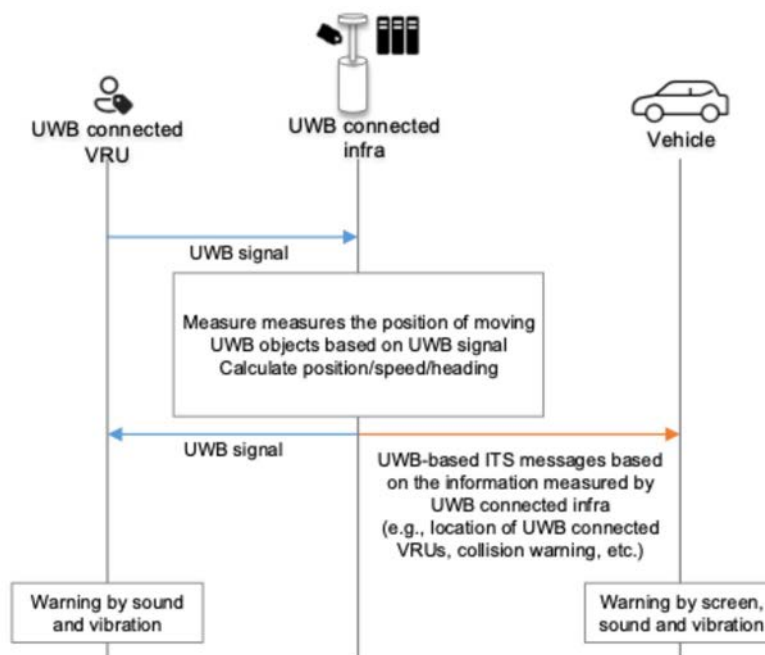 UWB connected
VRU
UWB connected
infra
Vehicle
UWB signal
Measure measures the position of moving
UWB objects based on UWB signal
Calculate position/speed/heading
UWB signal
UWB-based ITS messages based
on the information measured by
UWB connected infra
(e.g., location of UWB connected
VRUs, collision warning, etc.)
Warning by sound
and vibration
Warning by screen,
sound and vibration